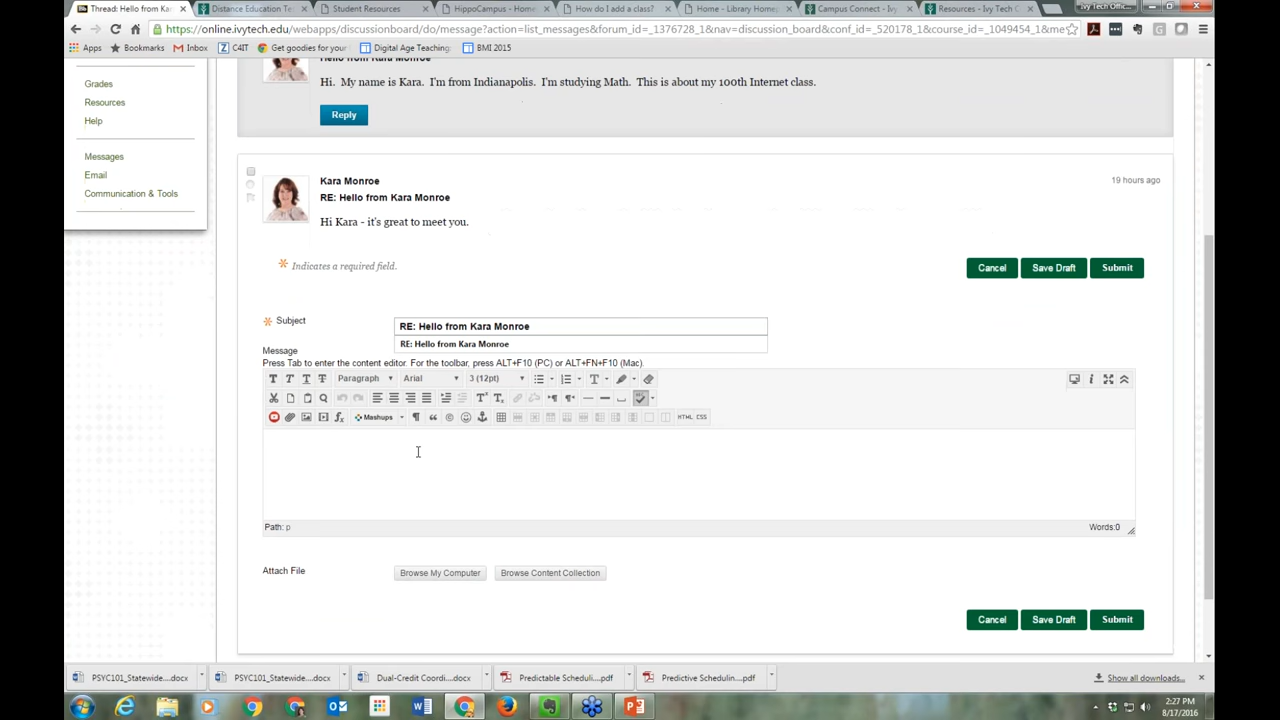 Thread: Hello from Kar
Distance Education Te
Student Resources
HippoCampus - Home
How do I add a class?
Home - Library Home
Campus Connect - Iv
Resources - Ivy Tech C
Ivy Tech Offic...
https://online.ivytech.edu/webapps/discussionboard/do/message?action=list_messages&forum_id=_1376728_1&nav=discussion_board&conf_id=_520178_1&course_id=_1049454_1&me
Apps
Bookmarks
Inbox
C4IT
Get goodies for your
Digital Age Teaching
BMI 2015
Hello from Kara Monroe
Grades
Hi. My name is Kara. I'm from Indianapolis. I'm studying Math. This is about my 100th Internet class.
Resources
Help
Reply
Messages
Email
Communication & Tools
Kara Monroe
19 hours ago
RE: Hello from Kara Monroe
Hi Kara - it's great to meet you.
Indicates a required field.
Cancel
Save Draft
Submit
Subject
RE: Hello from Kara Monroe
RE: Hello from Kara Monroe
Message
Press Tab to enter the content editor. For the toolbar, press ALT+F10 (PC) or ALT+FN+F10 (Mac).
Paragraph
Arial
3 (12pt)
Mashups
HTML CSS
Path: p
Words:0
Attach File
Browse My Computer
Browse Content Collection
Cancel
Save Draft
Submit
PSYC101_Statewide....docx
PSYC101_Statewide....docx
Dual-Credit Coordi....docx
Predictable Scheduli....pdf
Predictive Schedulin....pdf
Show all downloads...
2:27 PM
8/17/2016